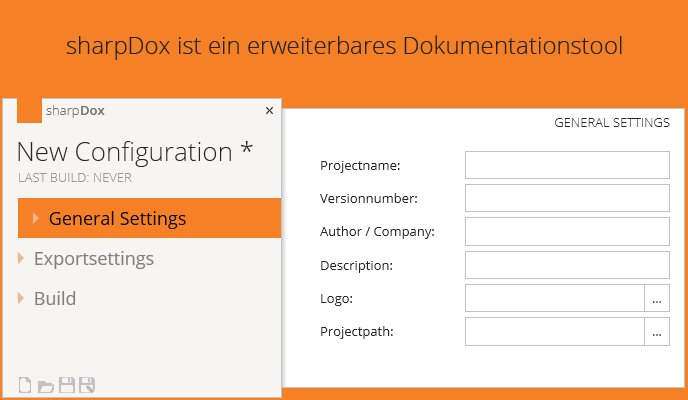 sharpDox ist ein erweiterbares Dokumentationstool
sharpDox ×
New Configuration *
LAST BUILD: NEVER
General Settings
Exportsettings
Build
GENERAL SETTINGS
Projectname:
Versionnumber:
Author / Company:
Description:
Logo: ...
Projectpath: ...